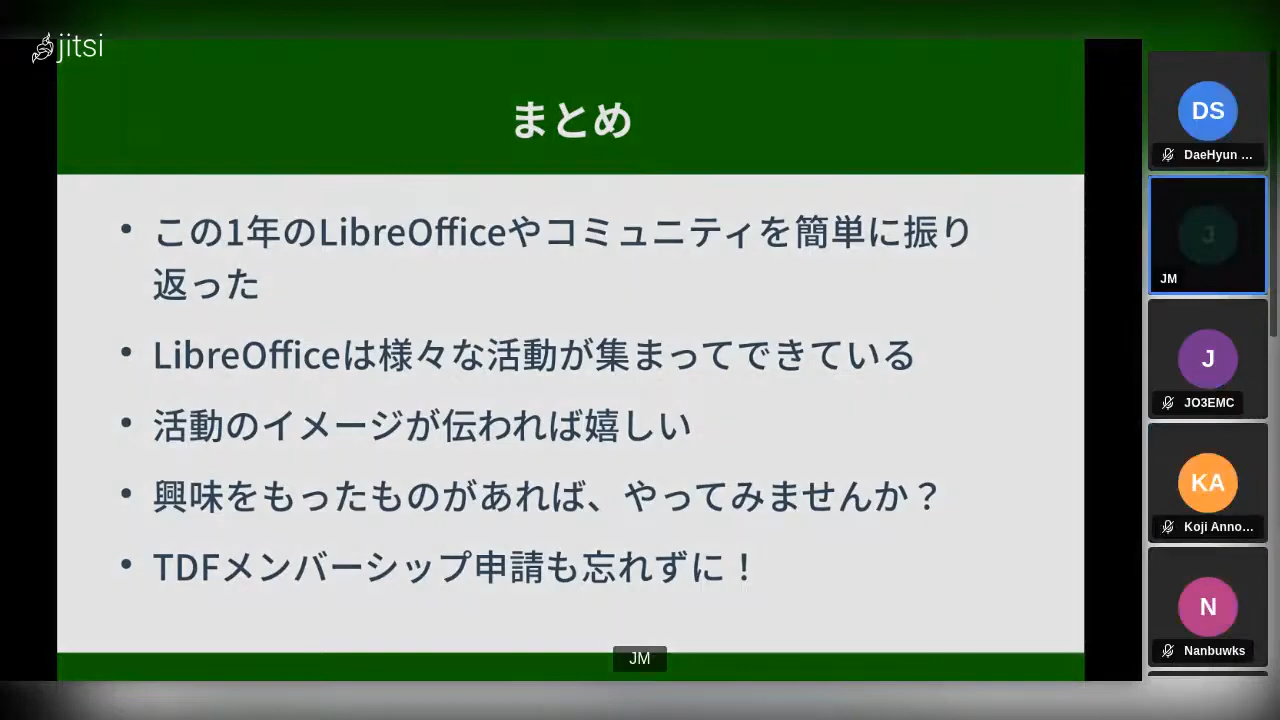 jitsi
まとめ
• この1年のLibreOfficeやコミュニティを簡単に振り
返った
• LibreOfficeは様々な活動が集まってできている
• 活動のイメージが伝われば嬉しい
• 興味をもったものがあれば、やってみませんか？
• TDFメンバーシップ申請も忘れずに！
JM
DS
DaeHyun ...
J
JM
J
JO3EMC
KA
Koji Anno...
N
Nanbuwks